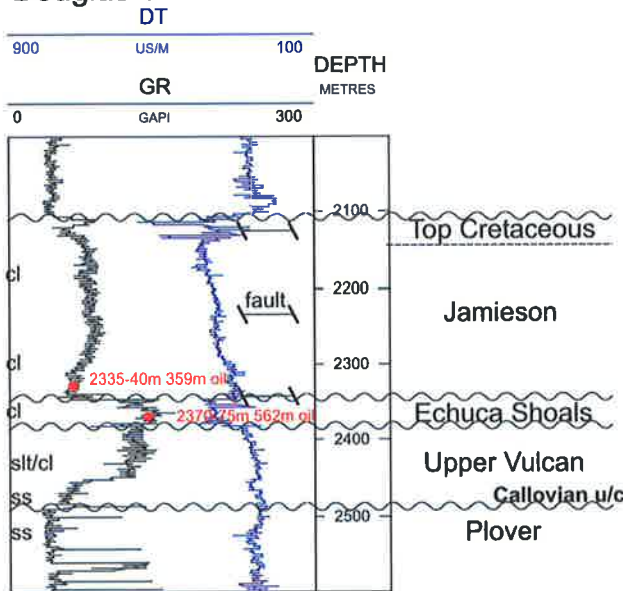 DT
900 US/M 100
DEPTH
METRES
GR
0 GAPI 300
2100
Top Cretaceous
cl
2200
fault
Jamieson
2300
cl
2335-40m 359m oil
cl
2370-75m 562m oil
Echuca Shoals
2400
slt/cl
Upper Vulcan
ss
Callovian u/c
2500
ss
Plover